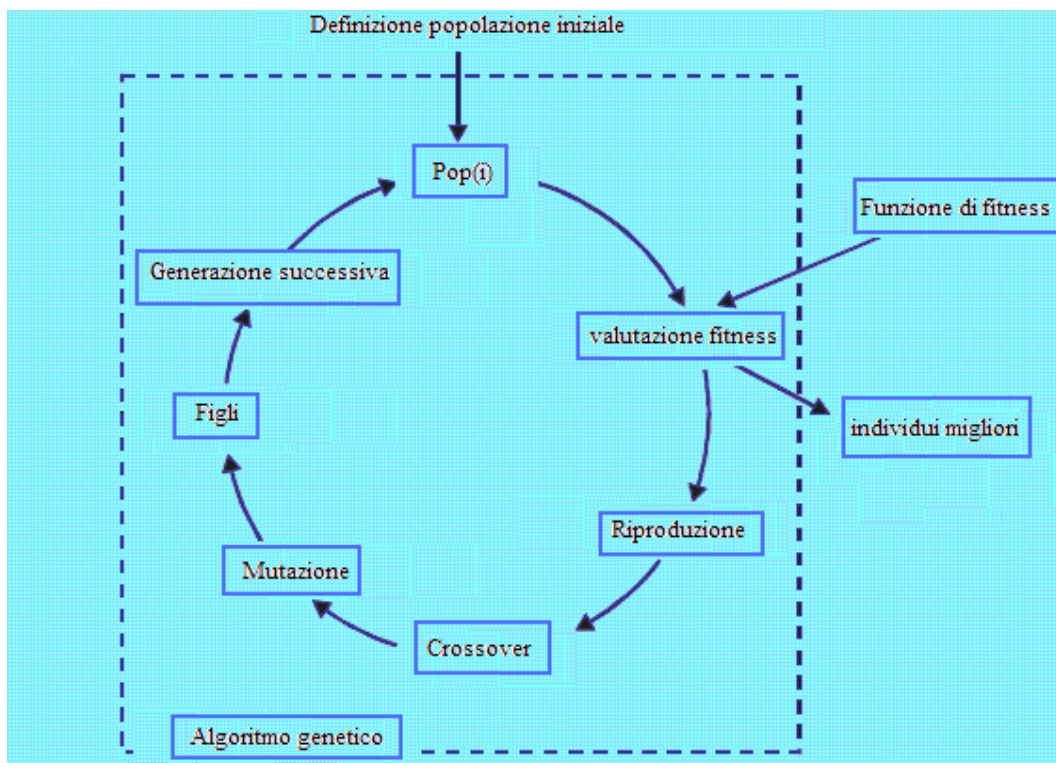 Definizione popolazione iniziale
Pop(i)
Funzione di fitness
Generazione successiva
valutazione fitness
Figli
individui migliori
Riproduzione
Mutazione
Crossover
Algoritmo genetico